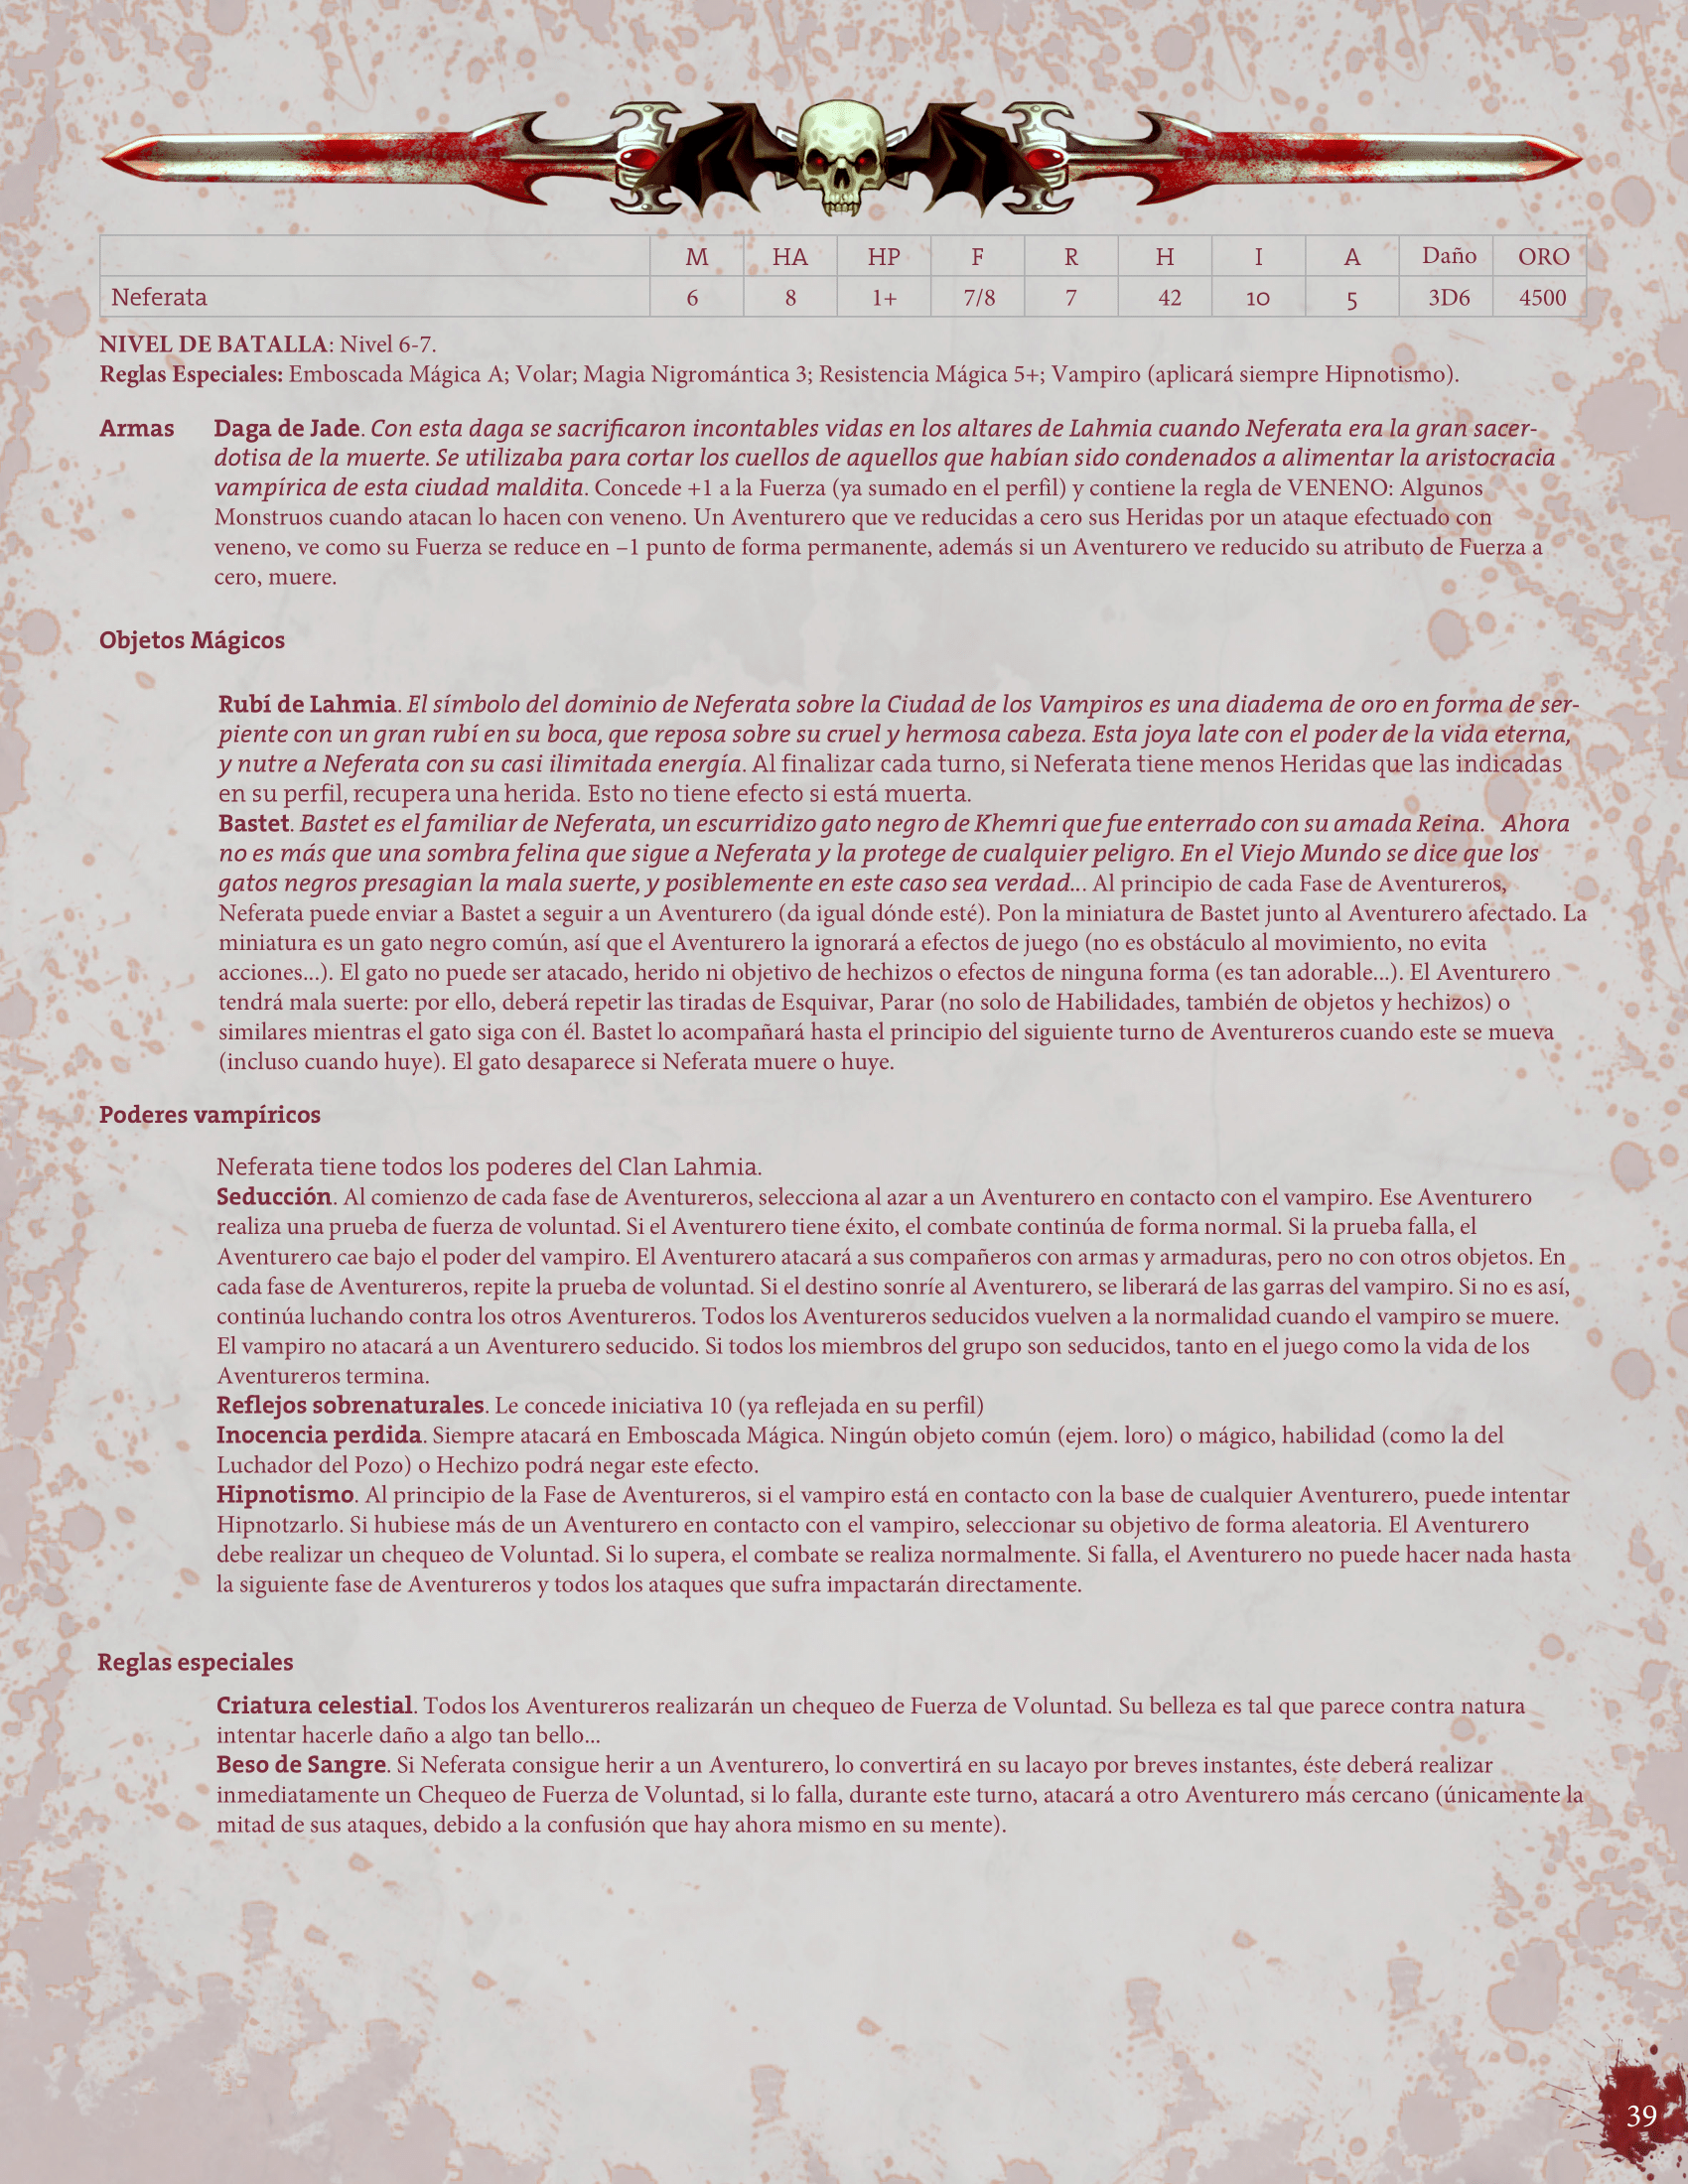 M HA HP F R H I A Daño ORO
Neferata 6 8 1+ 7/8 7 42 10 5 3D6 4500
NIVEL DE BATALLA: Nivel 6-7.
Reglas Especiales: Emboscada Mágica A; Volar; Magia Nigromántica 3; Resistencia Mágica 5+; Vampiro (aplicará siempre Hipnotismo).
Armas Daga de Jade. Con esta daga se sacrificaron incontables vidas en los altares de Lahmia cuando Neferata era la gran sacer-
dotisa de la muerte. Se utilizaba para cortar los cuellos de aquellos que habían sido condenados a alimentar la aristocracia
vampírica de esta ciudad maldita. Concede +1 a la Fuerza (ya sumado en el perfil) y contiene la regla de VENENO: Algunos
Monstruos cuando atacan lo hacen con veneno. Un Aventurero que ve reducidas a cero sus Heridas por un ataque efectuado con
veneno, ve como su Fuerza se reduce en –1 punto de forma permanente, además si un Aventurero ve reducido su atributo de Fuerza a
cero, muere.
Objetos Mágicos
Rubí de Lahmia. El símbolo del dominio de Neferata sobre la Ciudad de los Vampiros es una diadema de oro en forma de ser-
piente con un gran rubí en su boca, que reposa sobre su cruel y hermosa cabeza. Esta joya late con el poder de la vida eterna,
y nutre a Neferata con su casi ilimitada energía. Al finalizar cada turno, si Neferata tiene menos Heridas que las indicadas
en su perfil, recupera una herida. Esto no tiene efecto si está muerta.
Bastet. Bastet es el familiar de Neferata, un escurridizo gato negro de Khemri que fue enterrado con su amada Reina. Ahora
no es más que una sombra felina que sigue a Neferata y la protege de cualquier peligro. En el Viejo Mundo se dice que los
gatos negros presagian la mala suerte, y posiblemente en este caso sea verdad... Al principio de cada Fase de Aventureros,
Neferata puede enviar a Bastet a seguir a un Aventurero (da igual dónde esté). Pon la miniatura de Bastet junto al Aventurero afectado. La
miniatura es un gato negro común, así que el Aventurero la ignorará a efectos de juego (no es obstáculo al movimiento, no evita
acciones...). El gato no puede ser atacado, herido ni objetivo de hechizos o efectos de ninguna forma (es tan adorable...). El Aventurero
tendrá mala suerte: por ello, deberá repetir las tiradas de Esquivar, Parar (no solo de Habilidades, también de objetos y hechizos) o
similares mientras el gato siga con él. Bastet lo acompañará hasta el principio del siguiente turno de Aventureros cuando este se mueva
(incluso cuando huye). El gato desaparece si Neferata muere o huye.
Poderes vampíricos
Neferata tiene todos los poderes del Clan Lahmia.
Seducción. Al comienzo de cada fase de Aventureros, selecciona al azar a un Aventurero en contacto con el vampiro. Ese Aventurero
realiza una prueba de fuerza de voluntad. Si el Aventurero tiene éxito, el combate continúa de forma normal. Si la prueba falla, el
Aventurero cae bajo el poder del vampiro. El Aventurero atacará a sus compañeros con armas y armaduras, pero no con otros objetos. En
cada fase de Aventureros, repite la prueba de voluntad. Si el destino sonríe al Aventurero, se liberará de las garras del vampiro. Si no es así,
continúa luchando contra los otros Aventureros. Todos los Aventureros seducidos vuelven a la normalidad cuando el vampiro se muere.
El vampiro no atacará a un Aventurero seducido. Si todos los miembros del grupo son seducidos, tanto en el juego como la vida de los
Aventureros termina.
Reflejos sobrenaturales. Le concede iniciativa 10 (ya reflejada en su perfil)
Inocencia perdida. Siempre atacará en Emboscada Mágica. Ningún objeto común (ejem. loro) o mágico, habilidad (como la del
Luchador del Pozo) o Hechizo podrá negar este efecto.
Hipnotismo. Al principio de la Fase de Aventureros, si el vampiro está en contacto con la base de cualquier Aventurero, puede intentar
Hipnotzarlo. Si hubiese más de un Aventurero en contacto con el vampiro, seleccionar su objetivo de forma aleatoria. El Aventurero
debe realizar un chequeo de Voluntad. Si lo supera, el combate se realiza normalmente. Si falla, el Aventurero no puede hacer nada hasta
la siguiente fase de Aventureros y todos los ataques que sufra impactarán directamente.
Reglas especiales
Criatura celestial. Todos los Aventureros realizarán un chequeo de Fuerza de Voluntad. Su belleza es tal que parece contra natura
intentar hacerle daño a algo tan bello...
Beso de Sangre. Si Neferata consigue herir a un Aventurero, lo convertirá en su lacayo por breves instantes, éste deberá realizar
inmediatamente un Chequeo de Fuerza de Voluntad, si lo falla, durante este turno, atacará a otro Aventurero más cercano (únicamente la
mitad de sus ataques, debido a la confusión que hay ahora mismo en su mente).
39